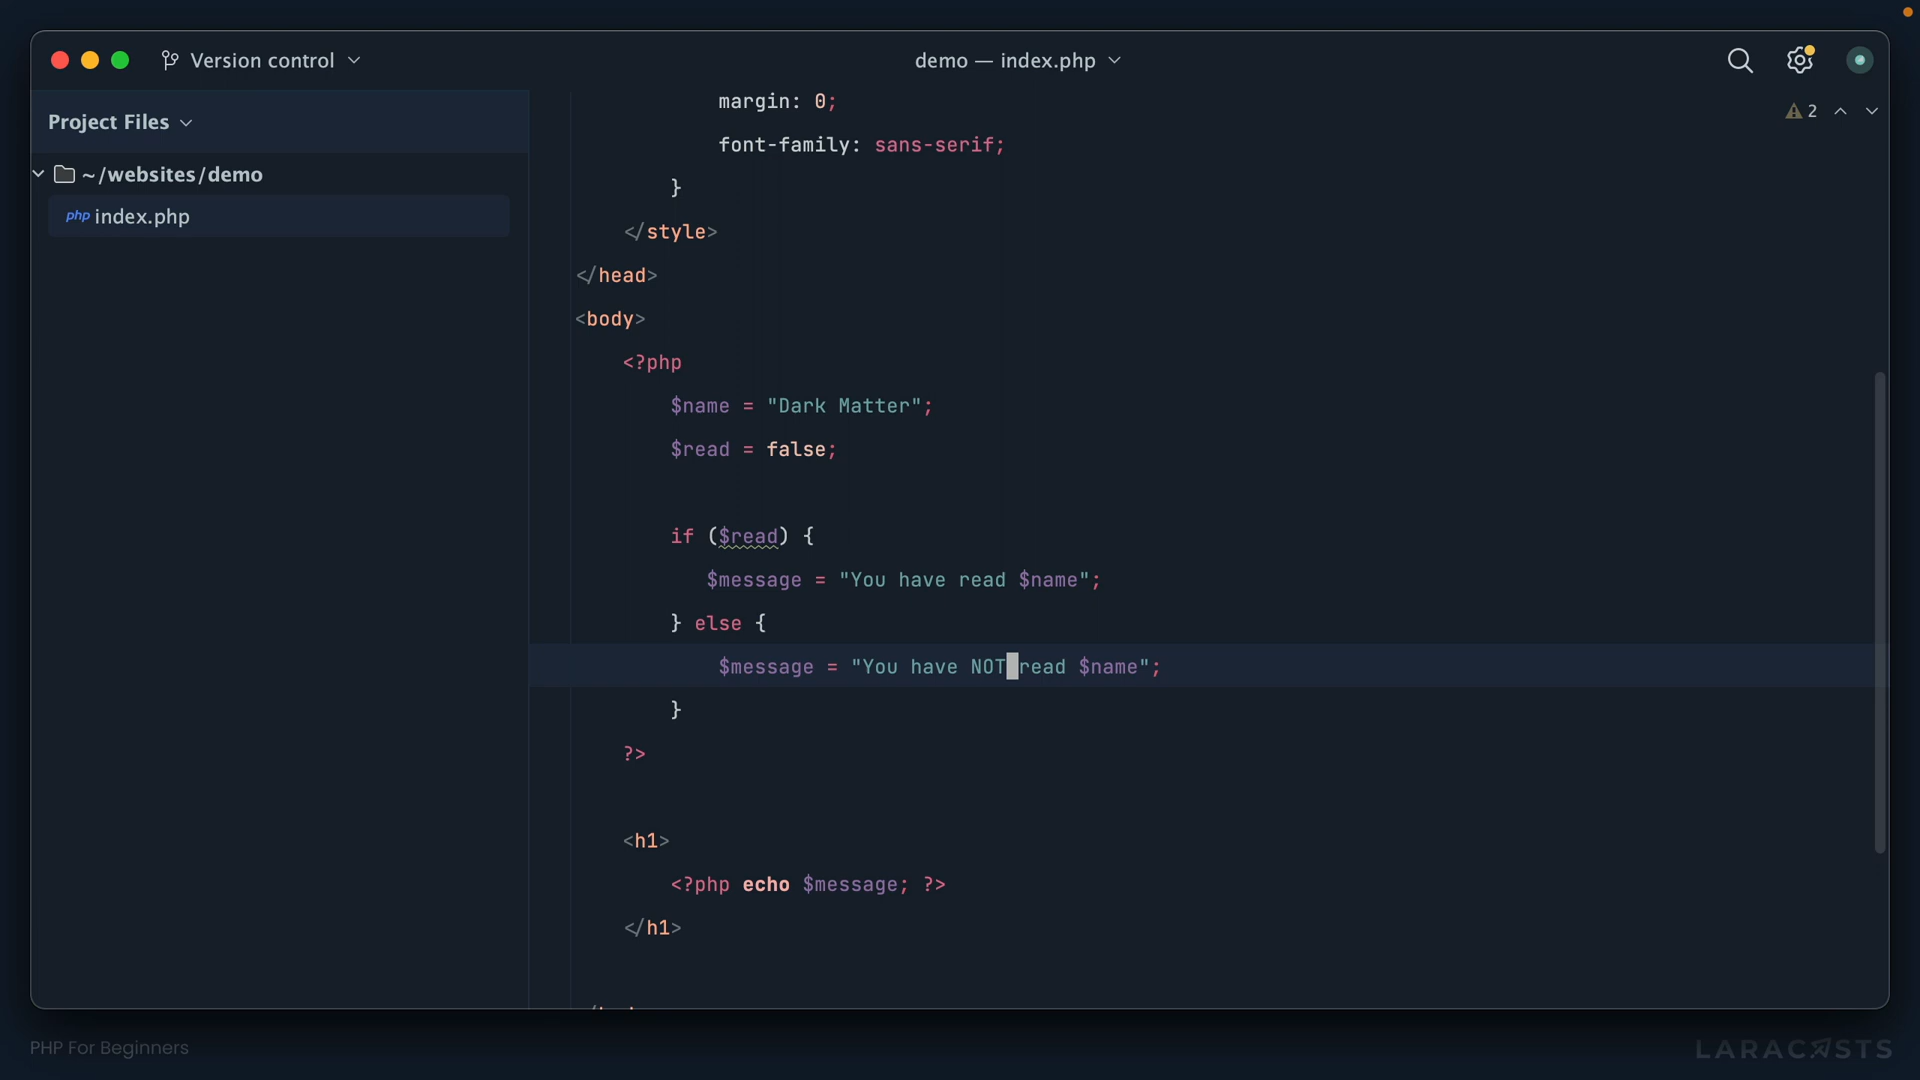 Version control
demo — index.php
Project Files
2
~/websites/demo
php index.php
margin: 0;
font-family: sans-serif;
}
</style>
</head>
<body>
<?php
$name = "Dark Matter";
$read = false;
if ($read) {
$message = "You have read $name";
} else {
$message = "You have NOT read $name";
}
?>
<h1>
<?php echo $message; ?>
</h1>
PHP For Beginners
LARACASTS